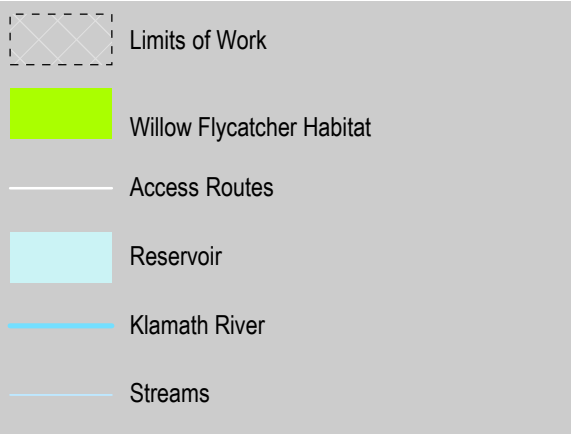 Limits of Work
Willow Flycatcher Habitat
Access Routes
Reservoir
Klamath River
Streams